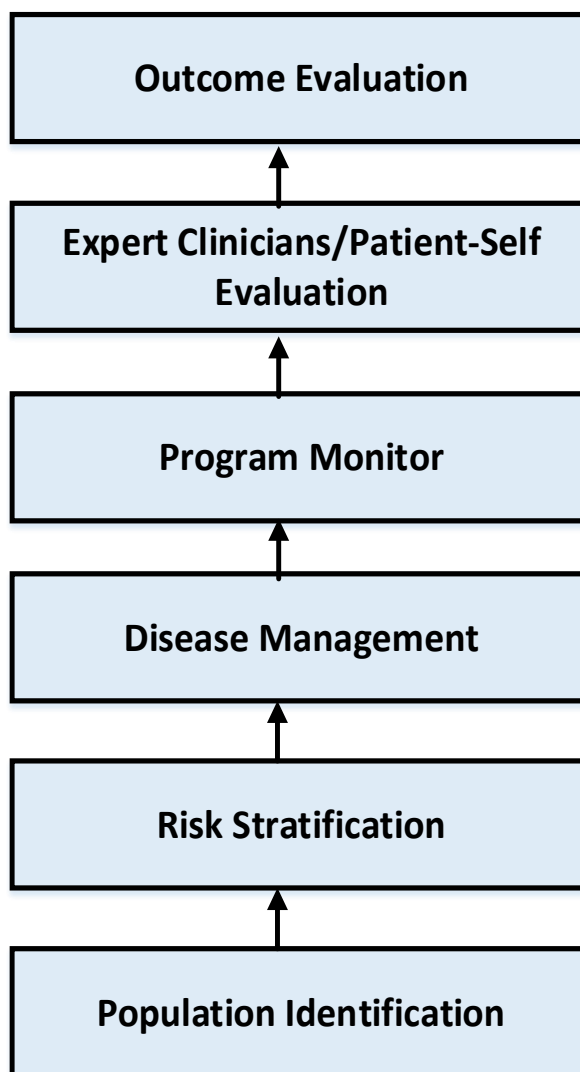 Outcome Evaluation
Expert Clinicians/Patient-Self
Evaluation
Program Monitor
Disease Management
Risk Stratification
Population Identification